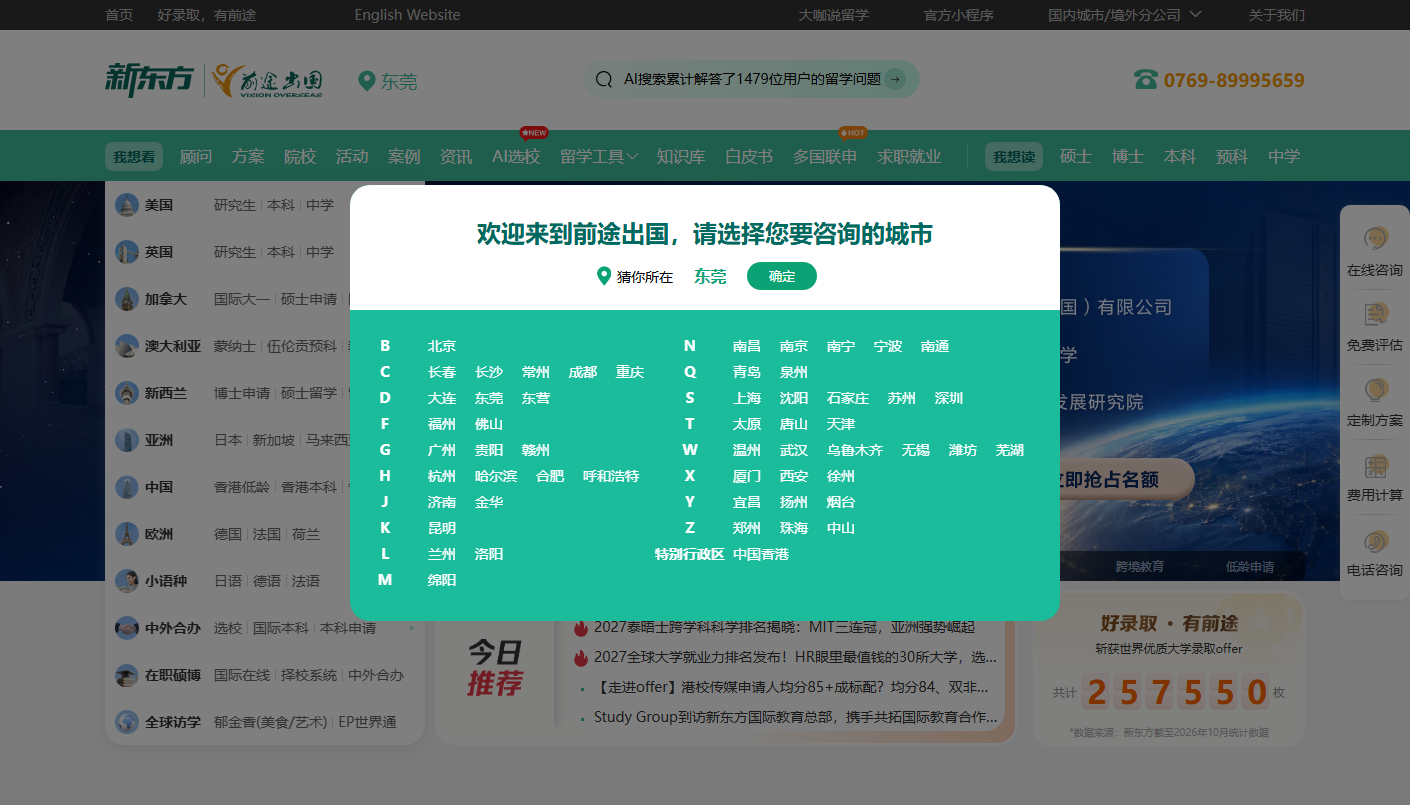 首页 好录取，有前途 English Website 大咖说留学 官方小程序 国内城市/境外分公司 关于我们
新东方 前途出国 VISION OVERSEAS 东莞 AI搜索累计解答了1479位用户的留学问题 0769-89995659
NEW HOT
我想看 顾问 方案 院校 活动 案例 资讯 AI选校 留学工具 知识库 白皮书 多国联申 求职就业 我想读 硕士 博士 本科 预科 中学
美国 研究生 本科 中学
英国 研究生 本科 中学
加拿大 国际大一 硕士申请
澳大利亚 蒙纳士 伍伦贡预科
新西兰 博士申请 硕士留学
亚洲 日本 新加坡 马来西亚
中国 香港低龄 香港本科
欧洲 德国 法国 荷兰
小语种 日语 德语 法语
中外合办 选校 国际本科 本科申请
在职硕博 国际在线 择校系统 中外合办
全球访学 郁金香(美食/艺术) EP世界通
欢迎来到前途出国，请选择您要咨询的城市
猜你所在 东莞 确定
B 北京
C 长春 长沙 常州 成都 重庆
D 大连 东莞 东营
F 福州 佛山
G 广州 贵阳 赣州
H 杭州 哈尔滨 合肥 呼和浩特
J 济南 金华
K 昆明
L 兰州 洛阳
M 绵阳
N 南昌 南京 南宁 宁波 南通
Q 青岛 泉州
S 上海 沈阳 石家庄 苏州 深圳
T 太原 唐山 天津
W 温州 武汉 乌鲁木齐 无锡 潍坊 芜湖
X 厦门 西安 徐州
Y 宜昌 扬州 烟台
Z 郑州 珠海 中山
特别行政区 中国香港
国）有限公司
学
发展研究院
立即抢占名额
跨境教育 低龄申请
在线咨询
免费评估
定制方案
费用计算
电话咨询
今日
推荐
2027泰晤士跨学科科学排名揭晓：MIT三连冠，亚洲强势崛起
2027全球大学就业力排名发布！HR眼里最值钱的30所大学，选...
【走进offer】港校传媒申请人均分85+成标配？均分84、双非...
Study Group到访新东方国际教育总部，携手共拓国际教育合作...
好录取·有前途
斩获世界优质大学录取offer
共计 257550 枚
*数据来源：新东方截至2026年10月统计数据